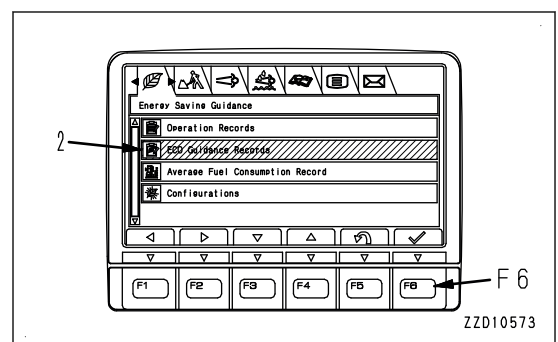 Energy Saving Guidance
Operation Records
2
ECO Guidance Records
Average Fuel Consumption Record
Configurations
F1 F2 F3 F4 F5 F6
F6
ZZD10573